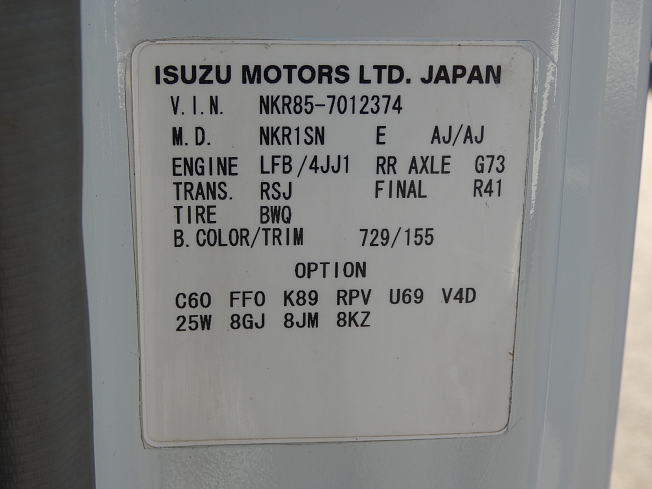 ISUZU MOTORS LTD. JAPAN
V.I.N. NKR85-7012374
M.D. NKR1SN E AJ/AJ
ENGINE LFB/4JJ1 RR AXLE G73
TRANS. RSJ FINAL R41
TIRE BWQ
B.COLOR/TRIM 729/155
OPTION
C60 FF0 K89 RPV U69 V4D
25W 8GJ 8JM 8KZ